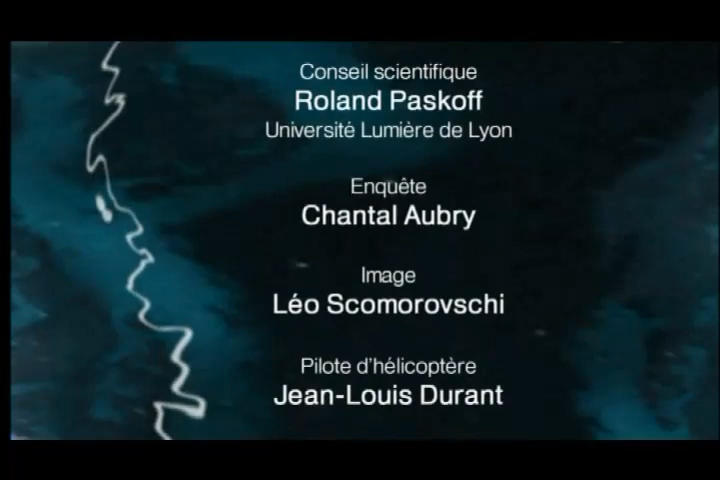 Conseil scientifique
Roland Paskoff
Université Lumière de Lyon
Enquête
Chantal Aubry
Image
Léo Scomorovschi
Pilote d'hélicoptère
Jean-Louis Durant